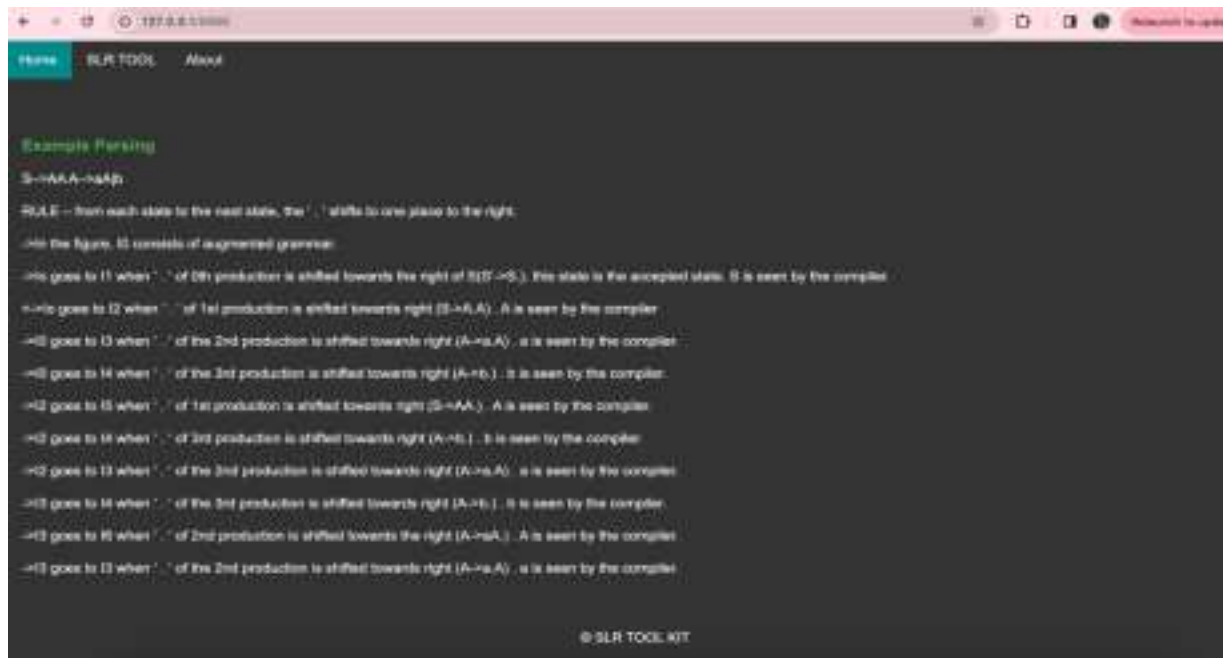 Home SLR TOOL About
Example Parsing
S->AA A->aA|b
RULE – from each state to the next state, the ' . ' shifts to one place to the right.
->In the figure, I0 consists of augmented grammar.
->Io goes to I1 when ' . ' of 0th production is shifted towards the right of S(S'->S.). this state is the accepted state. S is seen by the compiler.
=->Io goes to I2 when ' . ' of 1st production is shifted towards right (S->A.A) . A is seen by the compiler
->I0 goes to I3 when ' . ' of the 2nd production is shifted towards right (A->a.A) . a is seen by the compiler.
->I0 goes to I4 when ' . ' of the 3rd production is shifted towards right (A->b.) . b is seen by the compiler.
->I2 goes to I5 when ' . ' of 1st production is shifted towards right (S->AA.) . A is seen by the compiler
->I2 goes to I4 when ' . ' of 3rd production is shifted towards right (A->b.) . b is seen by the compiler.
->I2 goes to I3 when ' . ' of the 2nd production is shifted towards right (A->a.A) . a is seen by the compiler.
->I3 goes to I4 when ' . ' of the 3rd production is shifted towards right (A->b.) . b is seen by the compiler.
->I3 goes to I6 when ' . ' of 2nd production is shifted towards the right (A->aA.) . A is seen by the compiler
->I3 goes to I3 when ' . ' of the 2nd production is shifted towards right (A->a.A) . a is seen by the compiler.
© SLR TOOL KIT